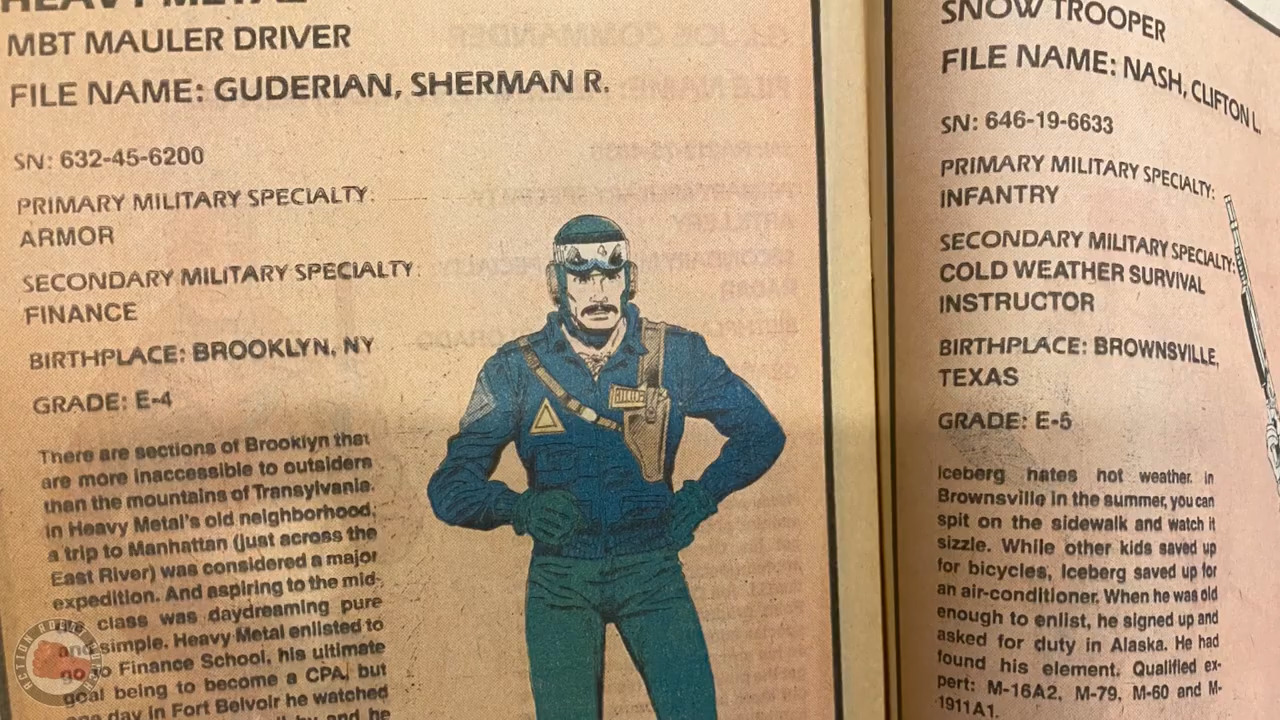 HEAVY METAL
MBT MAULER DRIVER
FILE NAME: GUDERIAN, SHERMAN R.
SN: 632-45-6200
PRIMARY MILITARY SPECIALTY:
ARMOR
SECONDARY MILITARY SPECIALTY:
FINANCE
BIRTHPLACE: BROOKLYN, NY
GRADE: E-4
There are sections of Brooklyn that
are more inaccessible to outsiders
than the mountains of Transylvania.
In Heavy Metal's old neighborhood,
a trip to Manhattan (just across the
East River) was considered a major
expedition. And aspiring to the mid-
class was daydreaming pure
and simple. Heavy Metal enlisted to
go to Finance School, his ultimate
goal being to become a CPA, but
one day in Fort Belvoir he watched
and he
SNOW TROOPER
FILE NAME: NASH, CLIFTON L.
SN: 646-19-6633
PRIMARY MILITARY SPECIALTY:
INFANTRY
SECONDARY MILITARY SPECIALTY:
COLD WEATHER SURVIVAL
INSTRUCTOR
BIRTHPLACE: BROWNSVILLE,
TEXAS
GRADE: E-5
Iceberg hates hot weather. In
Brownsville in the summer, you can
spit on the sidewalk and watch it
sizzle. While other kids saved up
for bicycles, Iceberg saved up for
an air-conditioner. When he was old
enough to enlist, he signed up and
asked for duty in Alaska. He had
found his element. Qualified ex-
pert: M-16A2, M-79, M-60 and M-
1911A1.